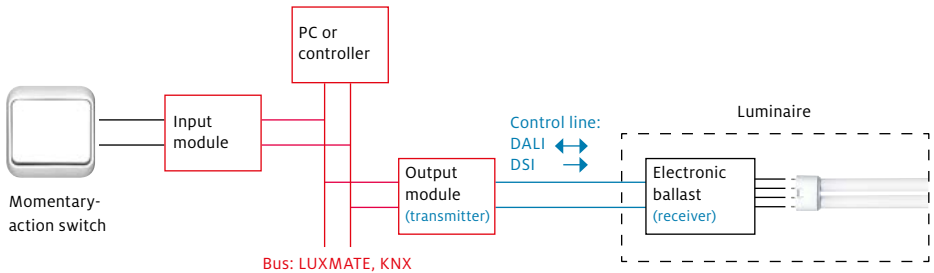 PC or
controller
Luminaire
Input
module
Control line:
DALI
DSI
Momentary-
action switch
Output
module
(transmitter)
Electronic
ballast
(receiver)
Bus: LUXMATE, KNX